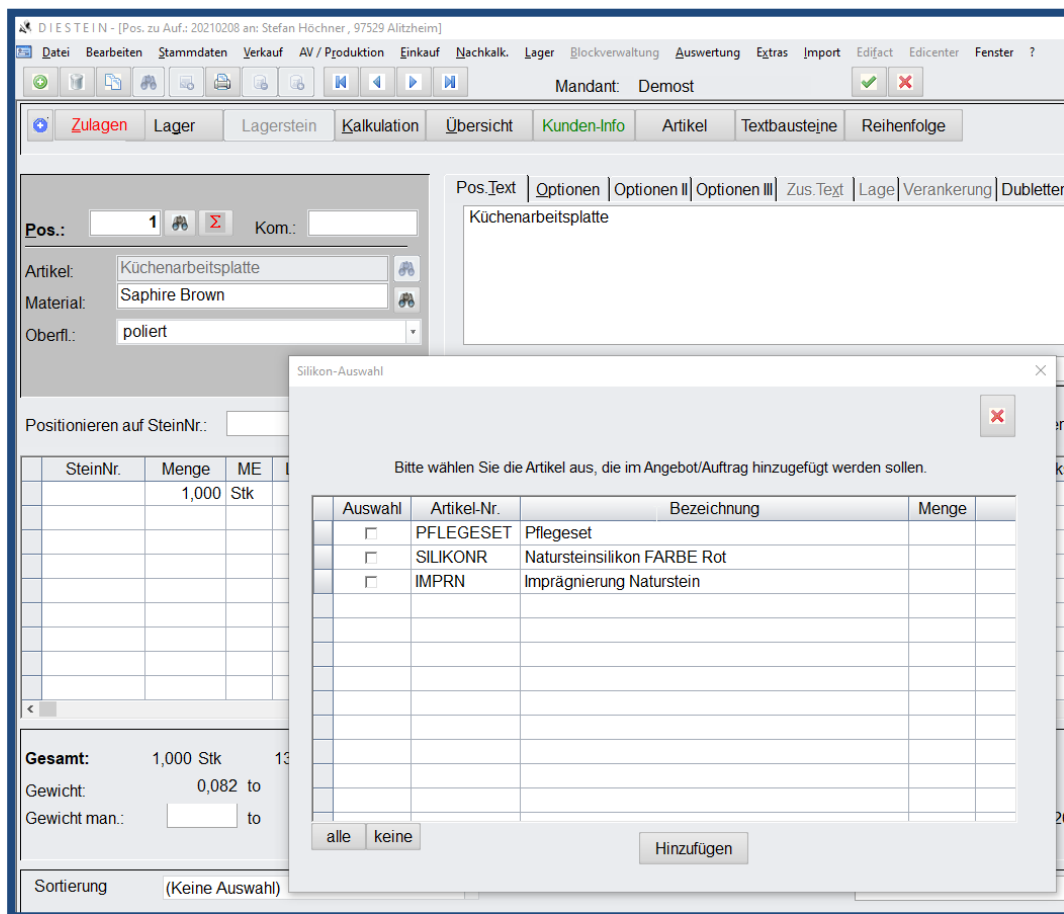 D I E S T E I N - [Pos. zu Auf.: 20210208 an: Stefan Höchner , 97529 Alitzheim]
Datei Bearbeiten Stammdaten Verkauf AV / Produktion Einkauf Nachkalk. Lager Blockverwaltung Auswertung Extras Import Edifact Edicenter Fenster ?
Mandant: Demost
Zulagen Lager Lagerstein Kalkulation Übersicht Kunden-Info Artikel Textbausteine Reihenfolge
Pos.Text Optionen Optionen II Optionen III Zus.Text Lage Verankerung Dubletten
Küchenarbeitsplatte
Pos.: 1 Σ Kom.:
Artikel: Küchenarbeitsplatte
Material: Saphire Brown
Oberfl.: poliert
Silikon-Auswahl
Positionieren auf SteinNr.:
Bitte wählen Sie die Artikel aus, die im Angebot/Auftrag hinzugefügt werden sollen.
SteinNr. Menge ME
1,000 Stk
Auswahl Artikel-Nr. Bezeichnung Menge
PFLEGESET Pflegeset
SILIKONR Natursteinsilikon FARBE Rot
IMPRN Imprägnierung Naturstein
Gesamt: 1,000 Stk 13
Gewicht: 0,082 to
Gewicht man.: to
alle keine
Hinzufügen
Sortierung (Keine Auswahl)